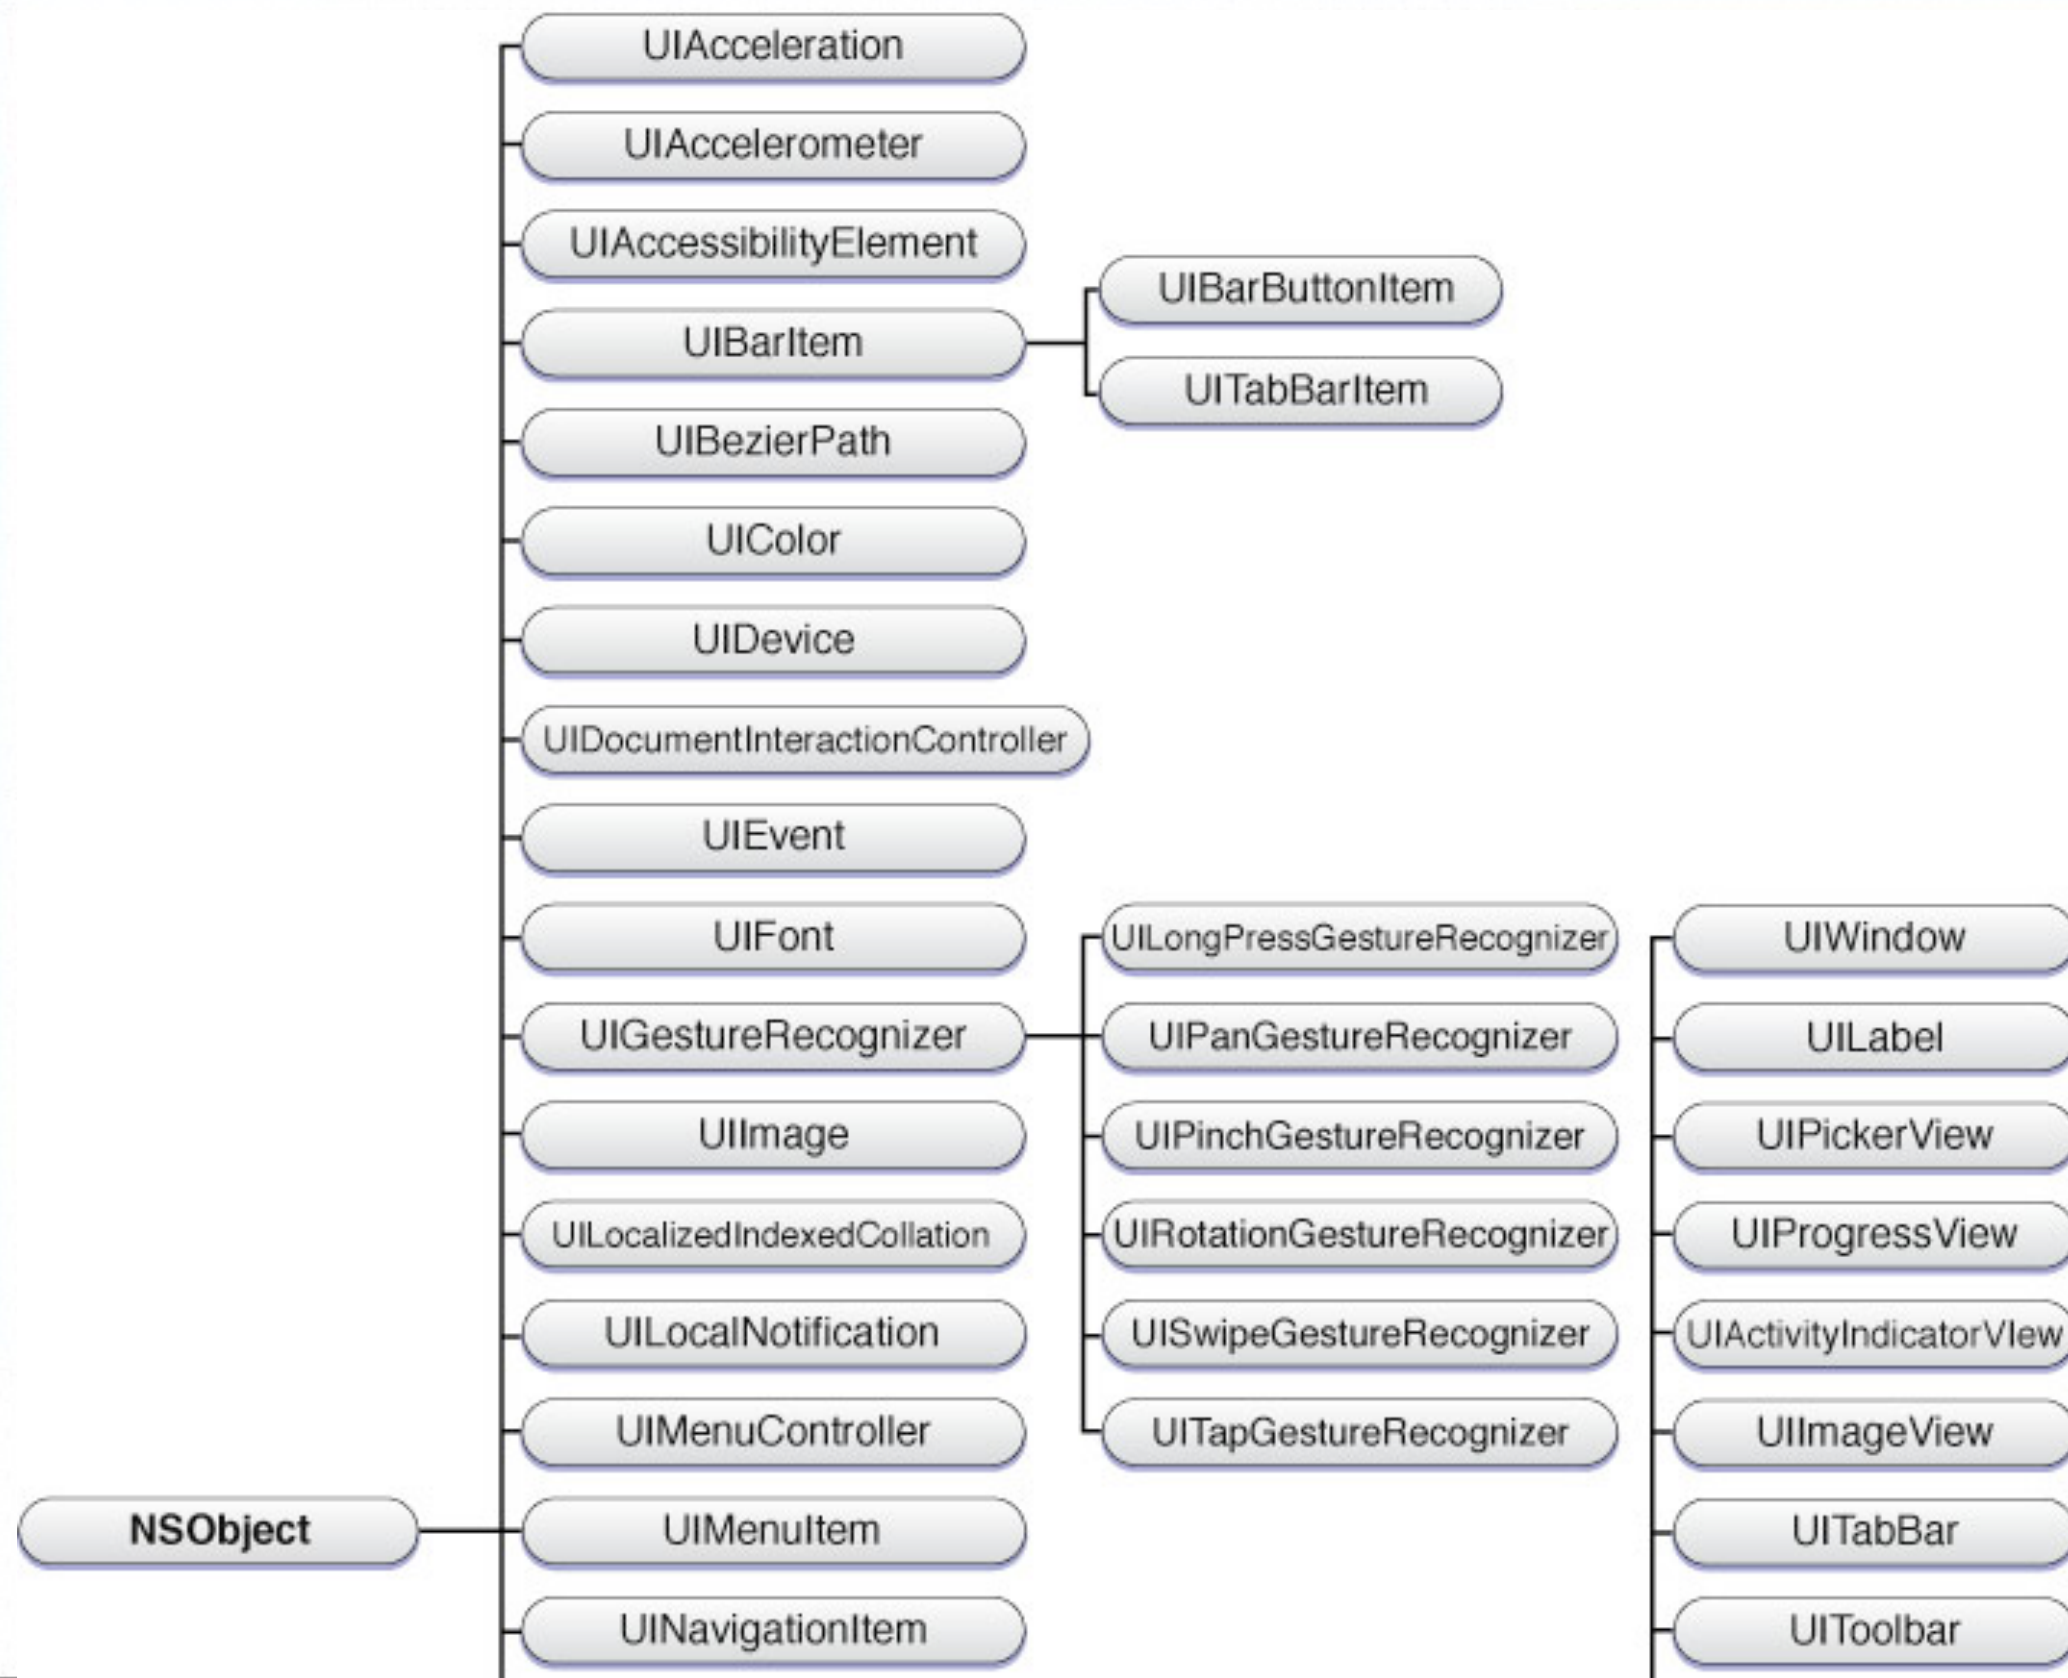 UIAcceleration
UIAccelerometer
UIAccessibilityElement
UIBarItem
UIBarButtonItem
UITabBarItem
UIBezierPath
UIColor
UIDevice
UIDocumentInteractionController
UIEvent
UIFont
UIGestureRecognizer
UILongPressGestureRecognizer
UIPanGestureRecognizer
UIPinchGestureRecognizer
UIRotationGestureRecognizer
UISwipeGestureRecognizer
UITapGestureRecognizer
UIImage
UILocalizedIndexedCollation
UILocalNotification
UIMenuController
NSObject
UIMenuItem
UINavigationItem
UIWindow
UILabel
UIPickerView
UIProgressView
UIActivityIndicatorVIew
UIImageView
UITabBar
UIToolbar